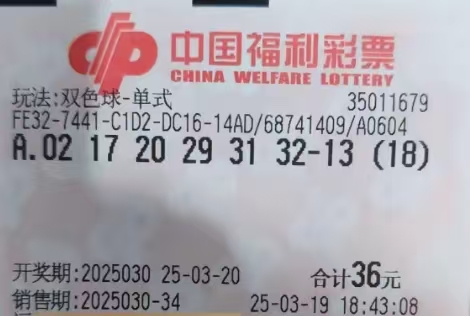 中国福利彩票
CHINA WELFARE LOTTERY
玩法:双色球-单式 35011679
FE32-7441-C1D2-DC16-14AD/68741409/A0604
A.02 17 20 29 31 32-13 (18)
开奖期:2025030 25-03-20 合计36元
销售期:2025030-34 25-03-19 18:43:08